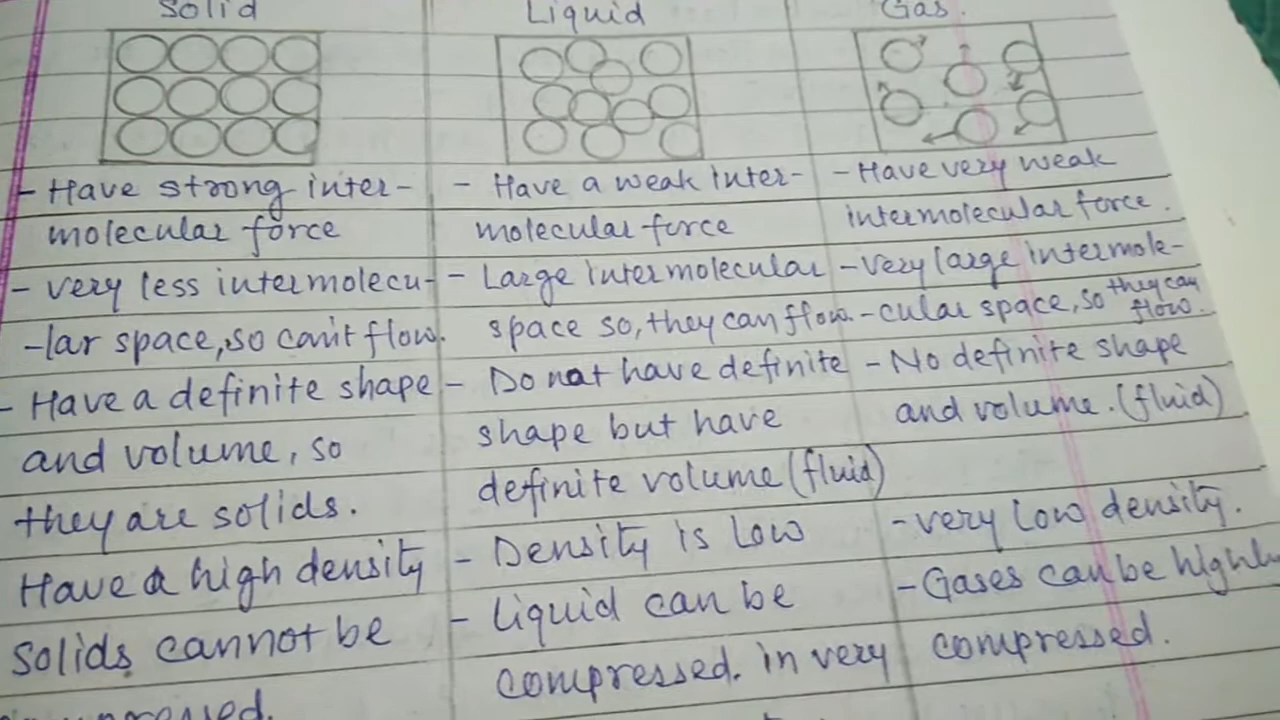 Solid
Liquid
Gas.
- Have strong inter-
molecular force
- very less intermolecu-
-lar space, so can't flow.
- Have a definite shape
and volume, so
they are solids.
Have a high density
solids cannot be
- Have a weak inter-
molecular force
- Large intermolecular
space so, they can flow.
- Do not have definite
shape but have
definite volume (fluid)
- Density is low
- Liquid can be
compressed. in very
- Have very weak
intermolecular force.
- Very large intermole-
-cular space, so they can
flow.
- No definite shape
and volume. (fluid)
- very low density.
- Gases can be highl
compressed.